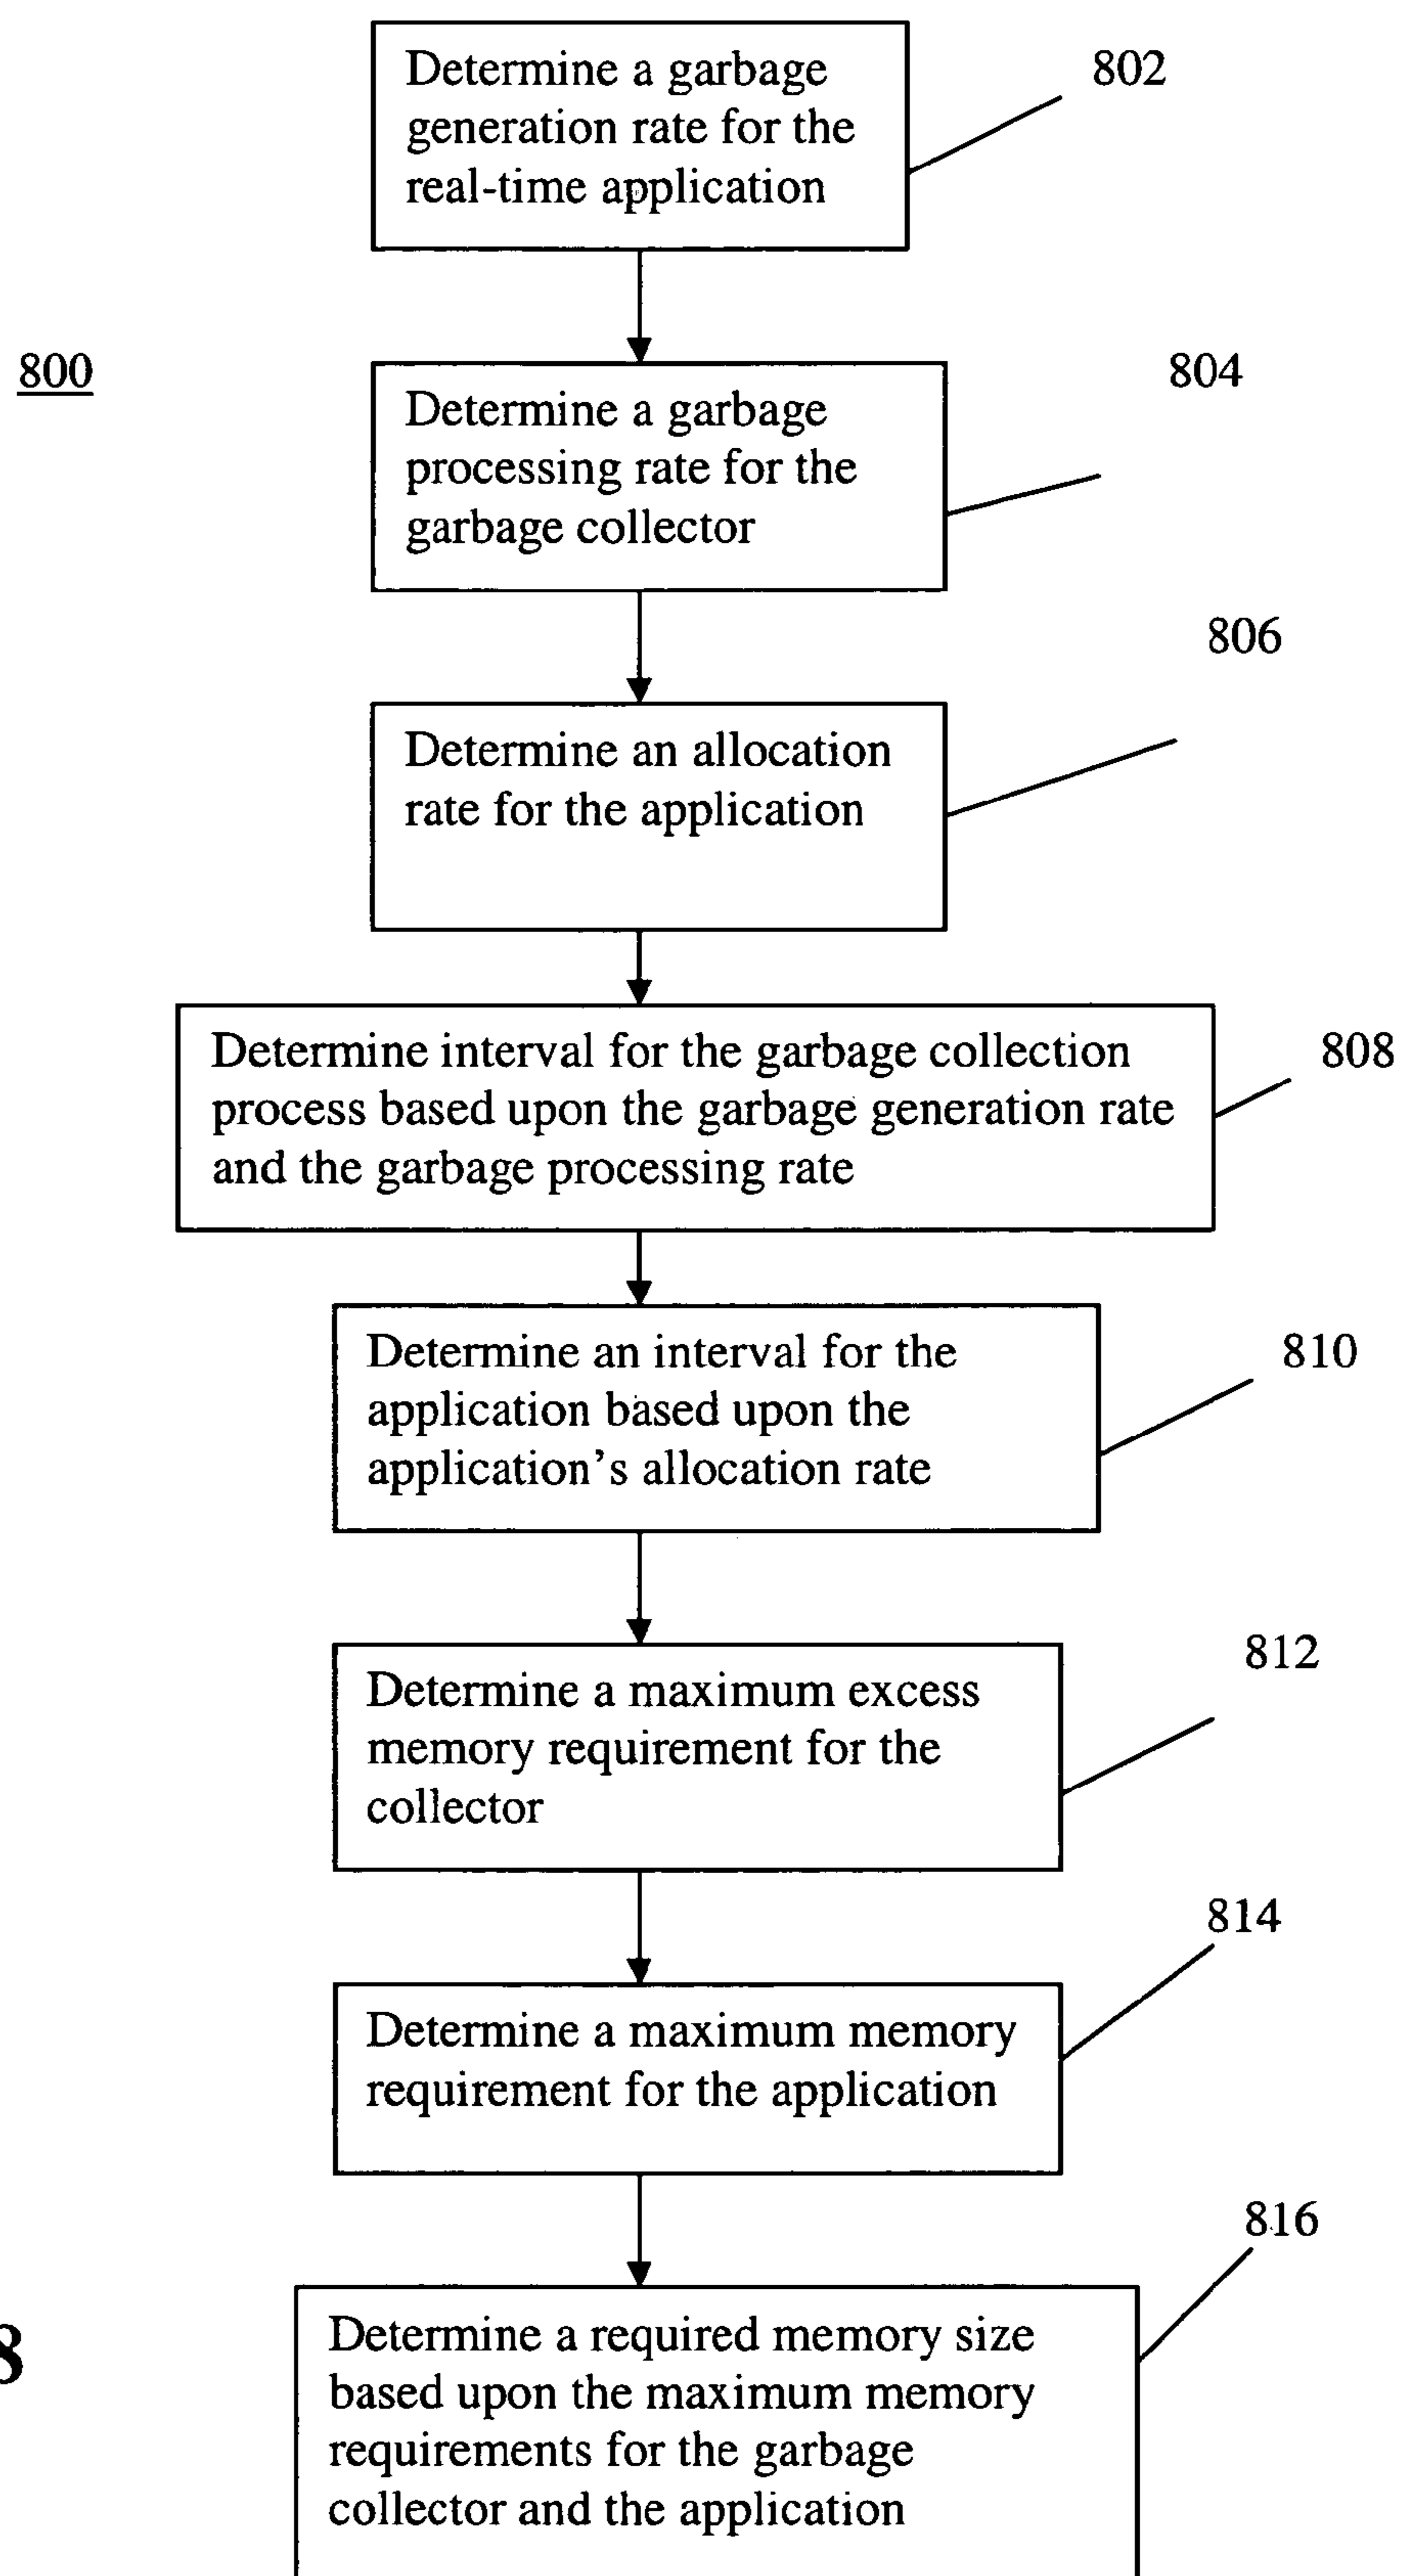 Determine a garbage
generation rate for the
real-time application
802
800
Determine a garbage
processing rate for the
garbage collector
804
Determine an allocation
rate for the application
806
Determine interval for the garbage collection
process based upon the garbage generation rate
and the garbage processing rate
808
Determine an interval for the
application based upon the
application’s allocation rate
810
Determine a maximum excess
memory requirement for the
collector
812
Determine a maximum memory
requirement for the application
814
Determine a required memory size
based upon the maximum memory
requirements for the garbage
collector and the application
816
8